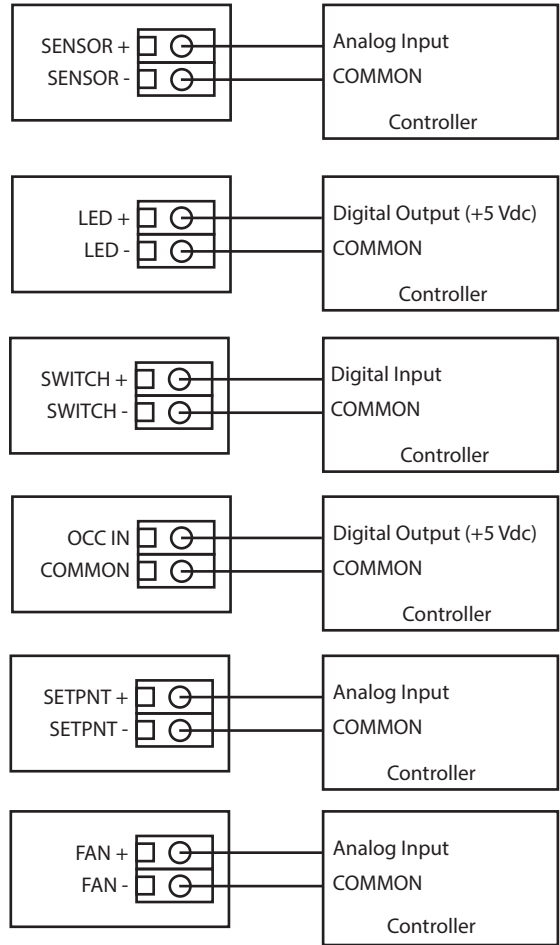 SENSOR + Analog Input
SENSOR - COMMON
Controller
LED + Digital Output (+5 Vdc)
LED - COMMON
Controller
SWITCH + Digital Input
SWITCH - COMMON
Controller
OCC IN Digital Output (+5 Vdc)
COMMON COMMON
Controller
SETPNT + Analog Input
SETPNT - COMMON
Controller
FAN + Analog Input
FAN - COMMON
Controller